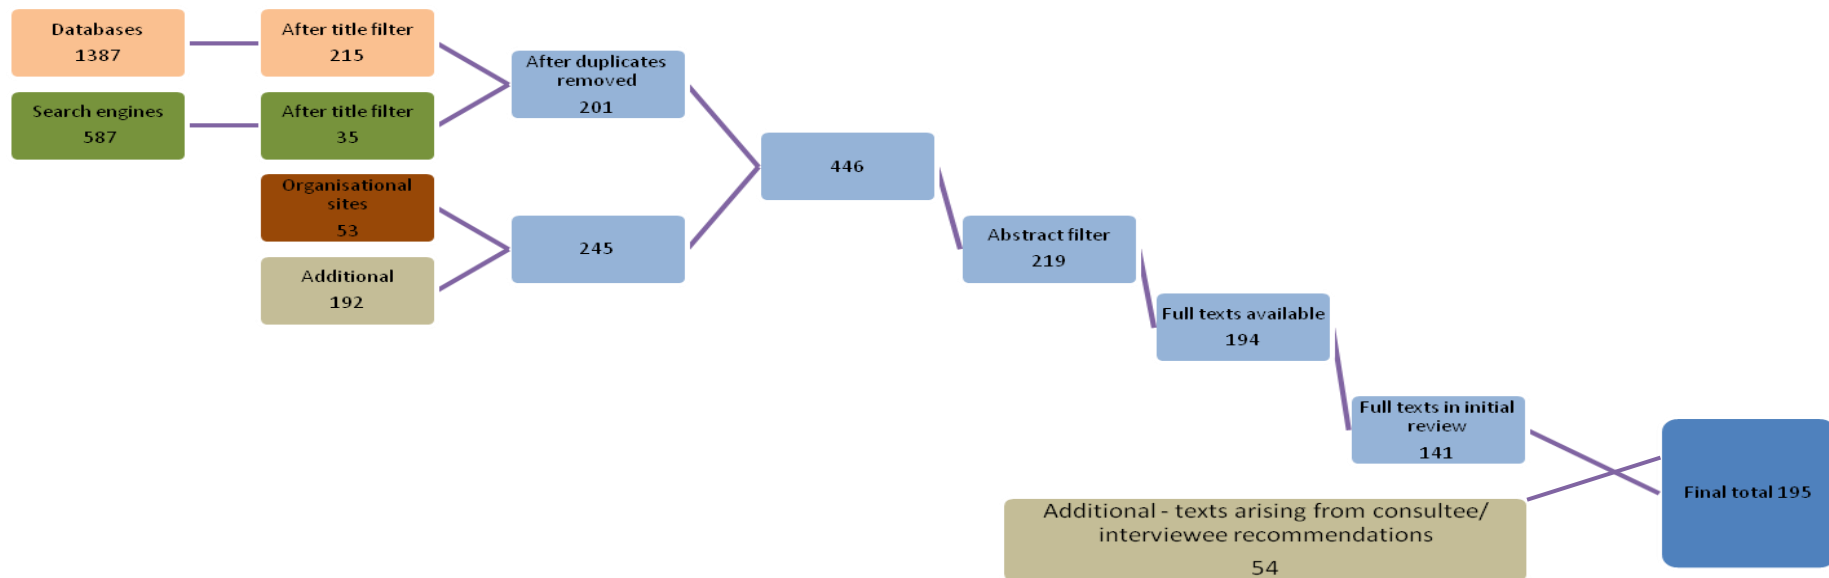 Databases
1387
After title filter
215
Search engines
587
After title filter
35
After duplicates
removed
201
Organisational
sites
53
Additional
192
245
446
Abstract filter
219
Full texts available
194
Full texts in initial
review
141
Additional - texts arising from consultee/
interviewee recommendations
54
Final total 195